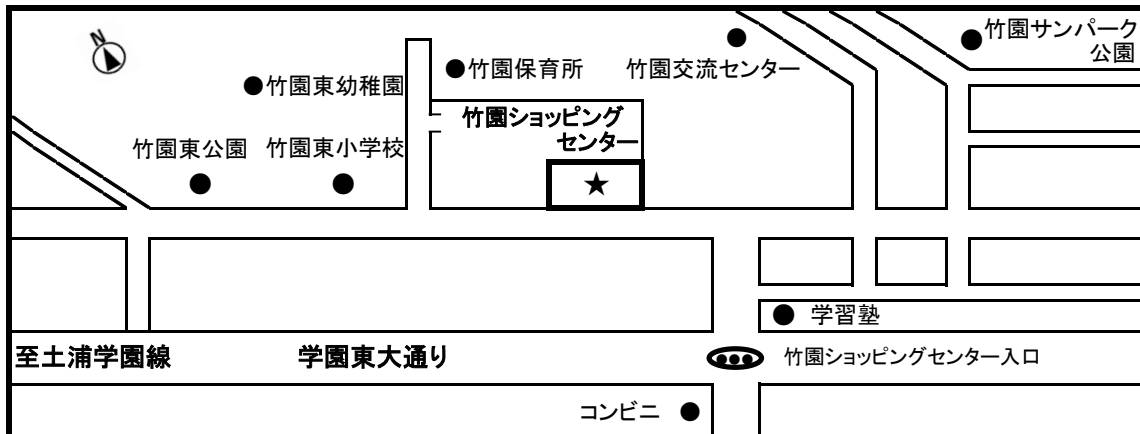 N
竹園サンパーク
公園
竹園保育所
竹園交流センター
竹園東幼稚園
竹園ショッピング
センター
竹園東公園
竹園東小学校
★
学習塾
至土浦学園線
学園東大通り
竹園ショッピングセンター入口
コンビニ